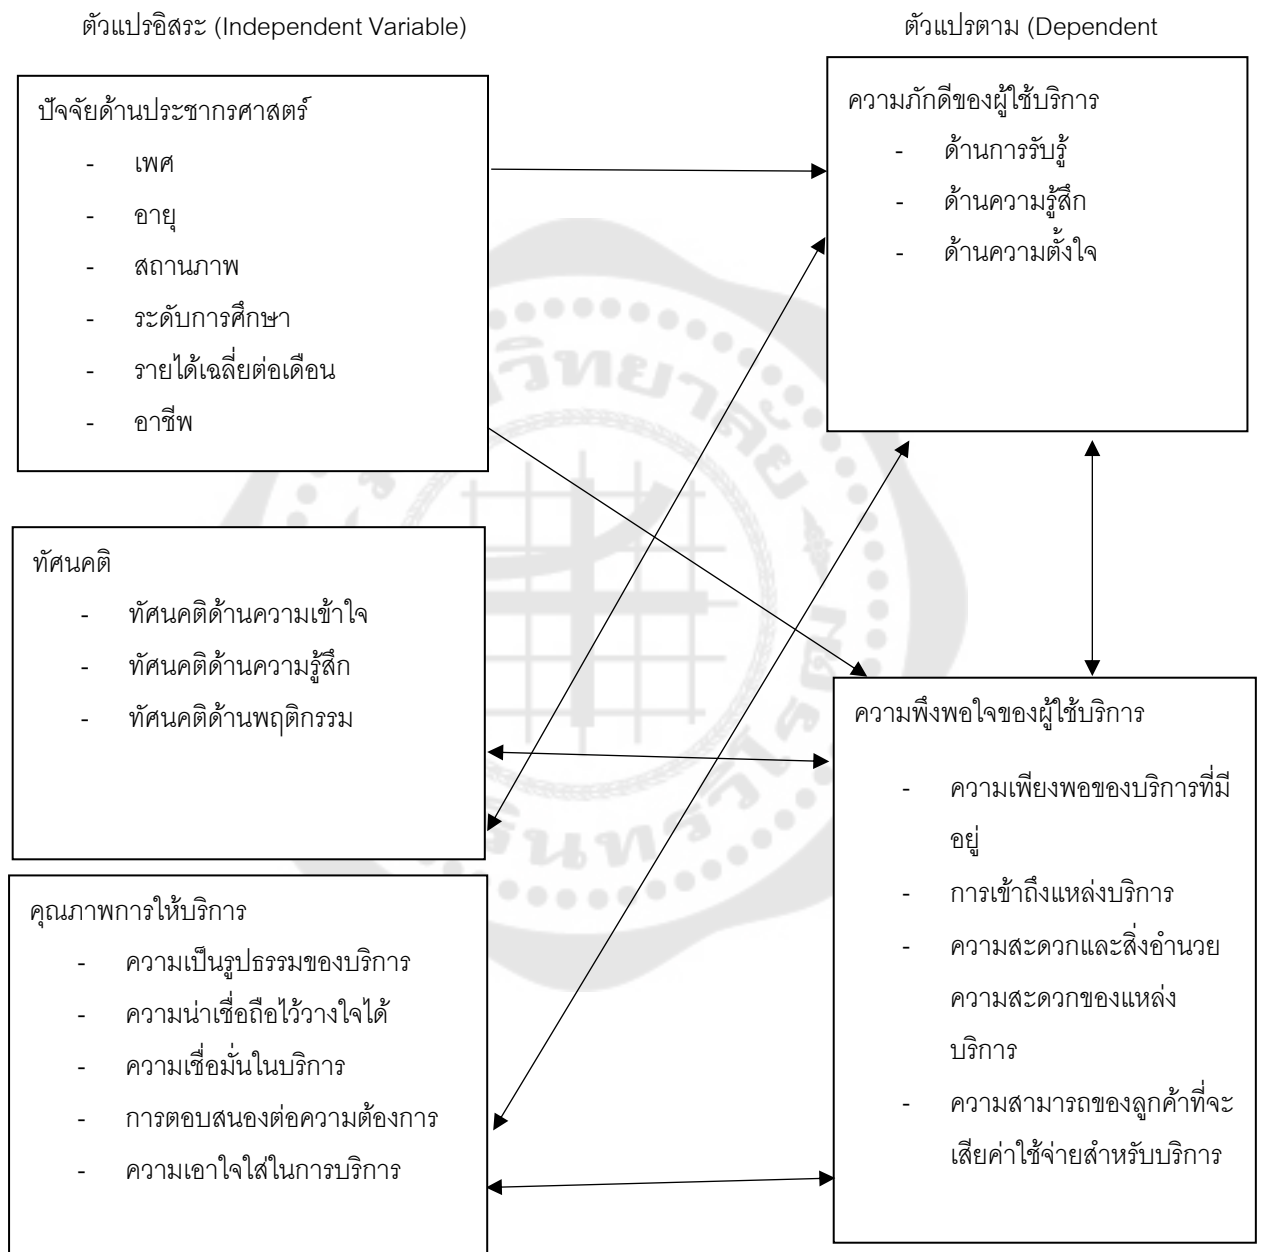 ตัวแปรอิสระ (Independent Variable)
ตัวแปรตาม (Dependent
ปัจจัยด้านประชากรศาสตร์
- เพศ
- อายุ
- สถานภาพ
- ระดับการศึกษา
- รายได้เฉลี่ยต่อเดือน
- อาชีพ
ทัศนคติ
- ทัศนคติด้านความเข้าใจ
- ทัศนคติด้านความรู้สึก
- ทัศนคติด้านพฤติกรรม
คุณภาพการให้บริการ
- ความเป็นรูปธรรมของบริการ
- ความน่าเชื่อถือไว้วางใจได้
- ความเชื่อมั่นในบริการ
- การตอบสนองต่อความต้องการ
- ความเอาใจใส่ในการบริการ
ความภักดีของผู้ใช้บริการ
- ด้านการรับรู้
- ด้านความรู้สึก
- ด้านความตั้งใจ
ความพึงพอใจของผู้ใช้บริการ
- ความเพียงพอของบริการที่มี
อยู่
- การเข้าถึงแหล่งบริการ
- ความสะดวกและสิ่งอำนวย
ความสะดวกของแหล่ง
บริการ
- ความสามารถของลูกค้าที่จะ
เสียค่าใช้จ่ายสำหรับบริการ